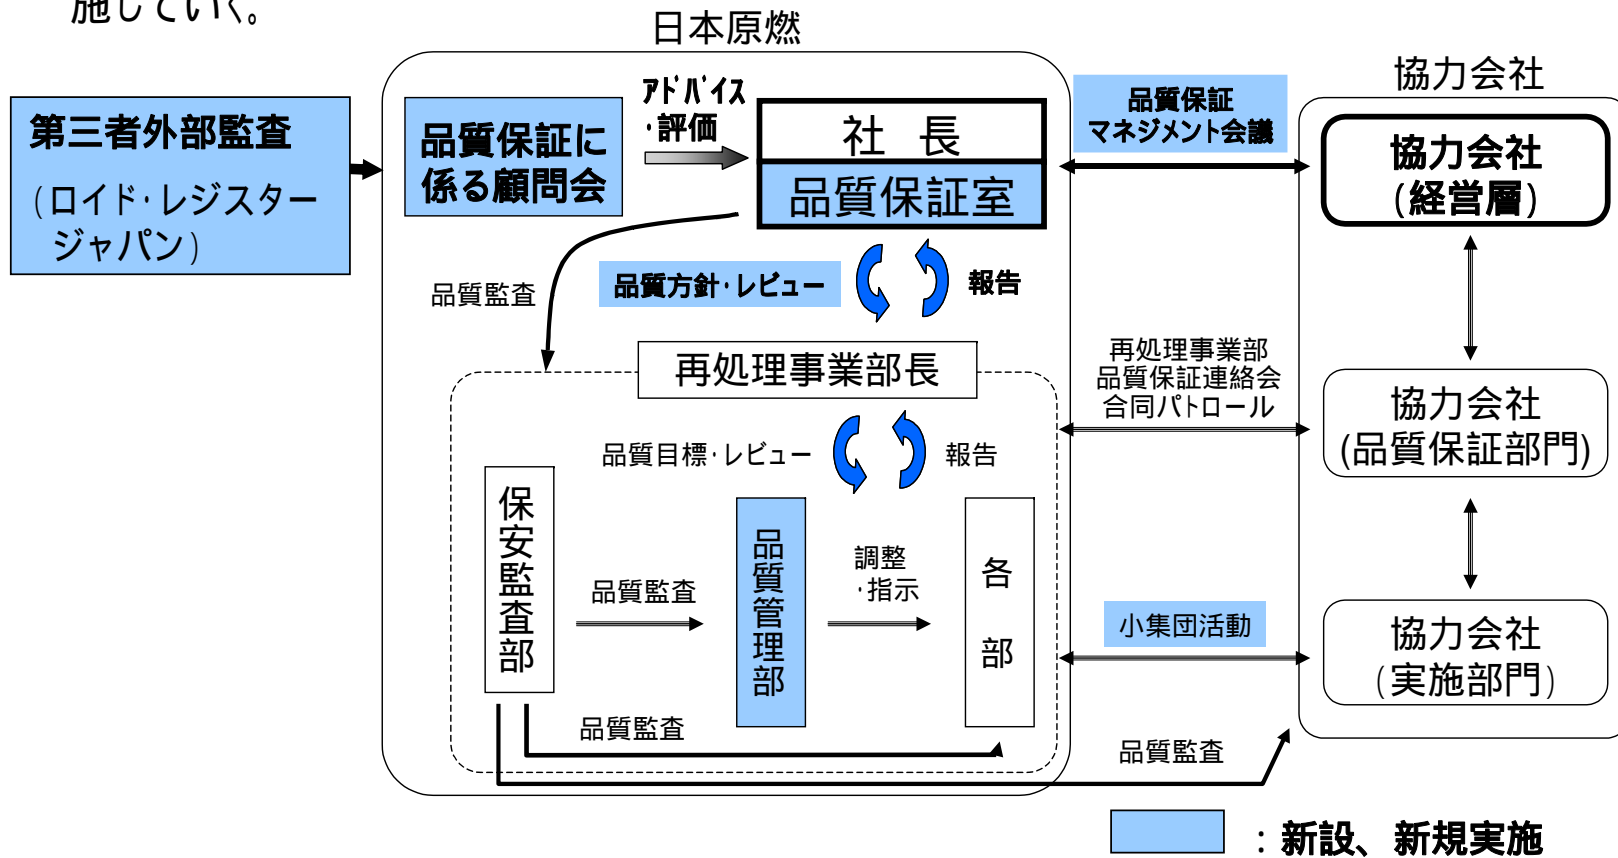 施していく。
日本原燃
協力会社
第三者外部監査
(ロイド・レジスター
ジャパン)
品質保証に
係る顧問会
アドバイス
・評価
社 長
品質保証室
品質保証
マネジメント会議
協力会社
(経営層)
品質監査
品質方針・レビュー
報告
再処理事業部長
再処理事業部
品質保証連絡会
合同パトロール
協力会社
(品質保証部門)
品質目標・レビュー
報告
保安監査部
品質監査
品質管理部
調整
・指示
各部
小集団活動
協力会社
(実施部門)
品質監査
品質監査
:新設、新規実施